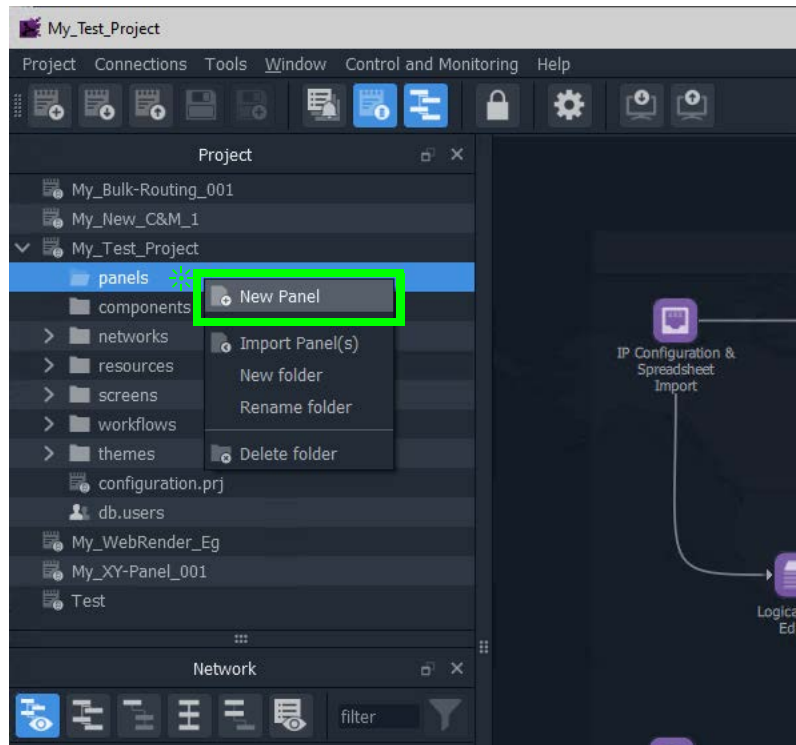 My_Test_Project
Project Connections Tools Window Control and Monitoring Help
Project
My_Bulk-Routing_001
My_New_C&M_1
My_Test_Project
panels
components
networks
resources
screens
workflows
themes
configuration.prj
db.users
My_WebRender_Eg
My_XY-Panel_001
Test
New Panel
Import Panel(s)
New folder
Rename folder
Delete folder
IP Configuration &
Spreadsheet
Import
Network
filter